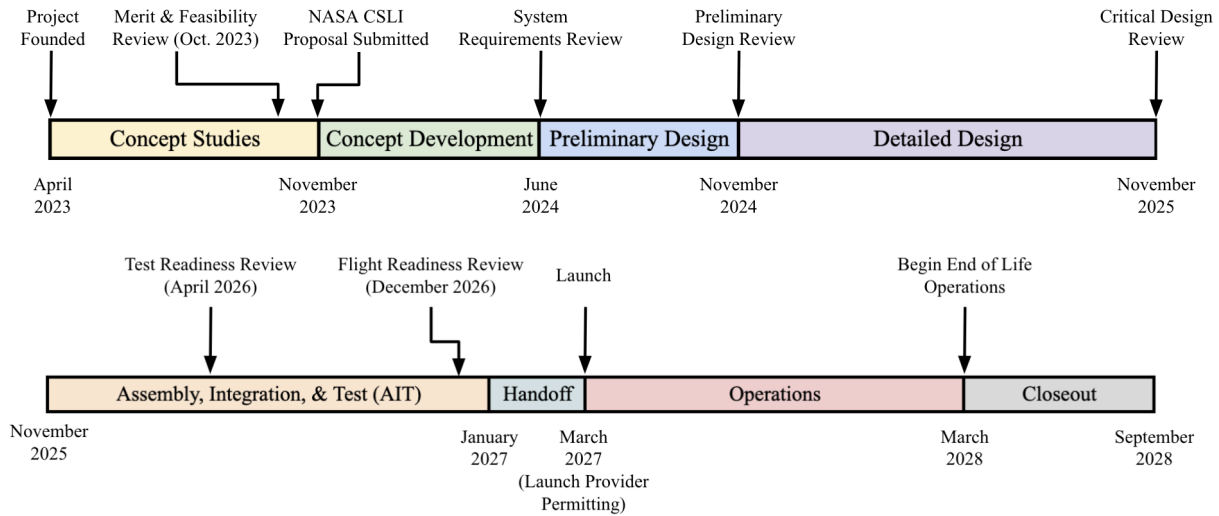 Project
Founded
Merit & Feasibility
Review (Oct. 2023)
NASA CSLI
Proposal Submitted
System
Requirements Review
Preliminary
Design Review
Critical Design
Review
Concept Studies
Concept Development
Preliminary Design
Detailed Design
April
2023
November
2023
June
2024
November
2024
November
2025
Test Readiness Review
(April 2026)
Flight Readiness Review
(December 2026)
Launch
Begin End of Life
Operations
Assembly, Integration, & Test (AIT)
Handoff
Operations
Closeout
November
2025
January
2027
March
2027
(Launch Provider
Permitting)
March
2028
September
2028